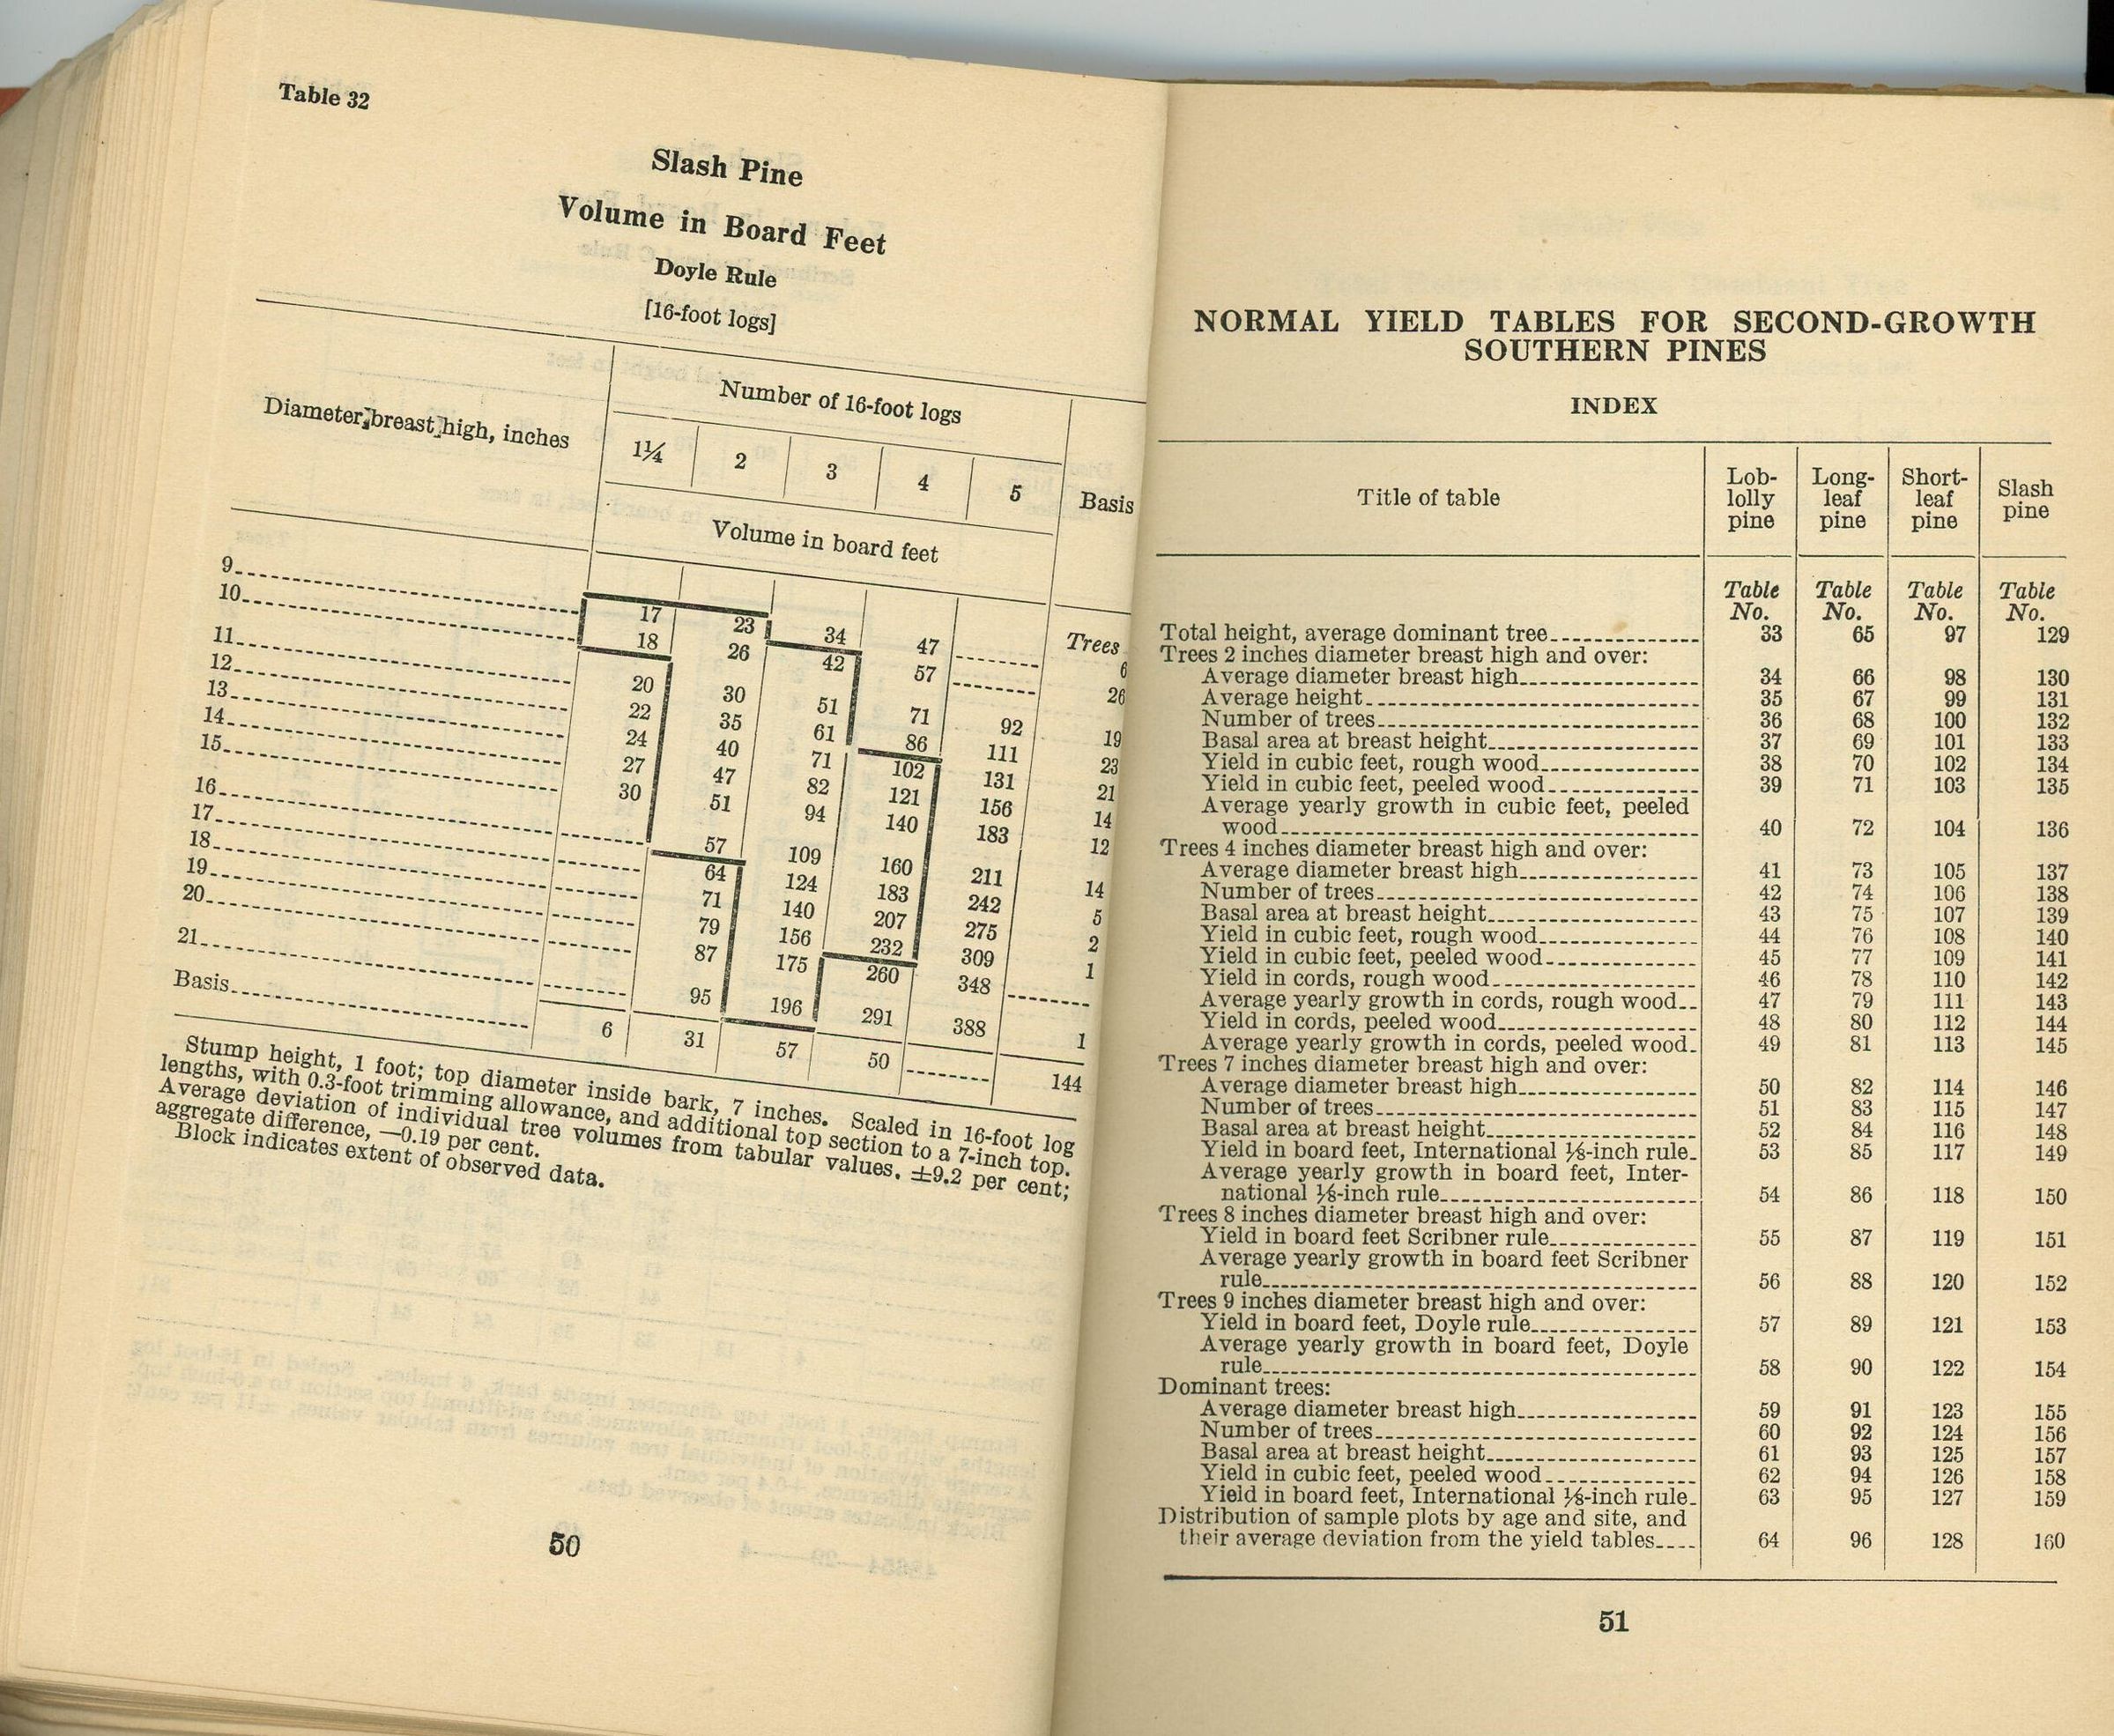 Table 32
Slash Pine
Volume in Board Feet
Doyle Rule
[16-foot logs]
Diameter breast high, inches Number of 16-foot logs Basis
1¼ 2 3 4 5
Volume in board feet
Trees
9 17 23 34 47 6
10 18 26 42 57 26
11 20 30 51 71 92 19
12 22 35 61 86 111 23
13 24 40 71 102 131 21
14 27 47 82 121 156 14
15 30 51 94 140 183 12
16 57 109 160 211 14
17 64 124 183 242 5
18 71 140 207 275 2
19 79 156 232 309 1
20 87 175 260 348
21 95 196 291 388 1
Basis 6 31 57 50 144
Stump height, 1 foot; top diameter inside bark, 7 inches. Scaled in 16-foot log
lengths, with 0.3-foot trimming allowance, and additional top section to a 7-inch top.
Average deviation of individual tree volumes from tabular values, ±9.2 per cent;
aggregate difference, —0.19 per cent.
Block indicates extent of observed data.
50
NORMAL YIELD TABLES FOR SECOND-GROWTH
SOUTHERN PINES
INDEX
Title of table Lob-lolly pine Long-leaf pine Short-leaf pine Slash pine
Table No. Table No. Table No. Table No.
Total height, average dominant tree 33 65 97 129
Trees 2 inches diameter breast high and over:
Average diameter breast high 34 66 98 130
Average height 35 67 99 131
Number of trees 36 68 100 132
Basal area at breast height 37 69 101 133
Yield in cubic feet, rough wood 38 70 102 134
Yield in cubic feet, peeled wood 39 71 103 135
Average yearly growth in cubic feet, peeled
wood 40 72 104 136
Trees 4 inches diameter breast high and over:
Average diameter breast high 41 73 105 137
Number of trees 42 74 106 138
Basal area at breast height 43 75 107 139
Yield in cubic feet, rough wood 44 76 108 140
Yield in cubic feet, peeled wood 45 77 109 141
Yield in cords, rough wood 46 78 110 142
Average yearly growth in cords, rough wood 47 79 111 143
Yield in cords, peeled wood 48 80 112 144
Average yearly growth in cords, peeled wood 49 81 113 145
Trees 7 inches diameter breast high and over:
Average diameter breast high 50 82 114 146
Number of trees 51 83 115 147
Basal area at breast height 52 84 116 148
Yield in board feet, International ⅛-inch rule 53 85 117 149
Average yearly growth in board feet, Inter-
national ⅛-inch rule 54 86 118 150
Trees 8 inches diameter breast high and over:
Yield in board feet Scribner rule 55 87 119 151
Average yearly growth in board feet Scribner
rule 56 88 120 152
Trees 9 inches diameter breast high and over:
Yield in board feet, Doyle rule 57 89 121 153
Average yearly growth in board feet, Doyle
rule 58 90 122 154
Dominant trees:
Average diameter breast high 59 91 123 155
Number of trees 60 92 124 156
Basal area at breast height 61 93 125 157
Yield in cubic feet, peeled wood 62 94 126 158
Yield in board feet, International ⅛-inch rule 63 95 127 159
Distribution of sample plots by age and site, and
their average deviation from the yield tables 64 96 128 160
51